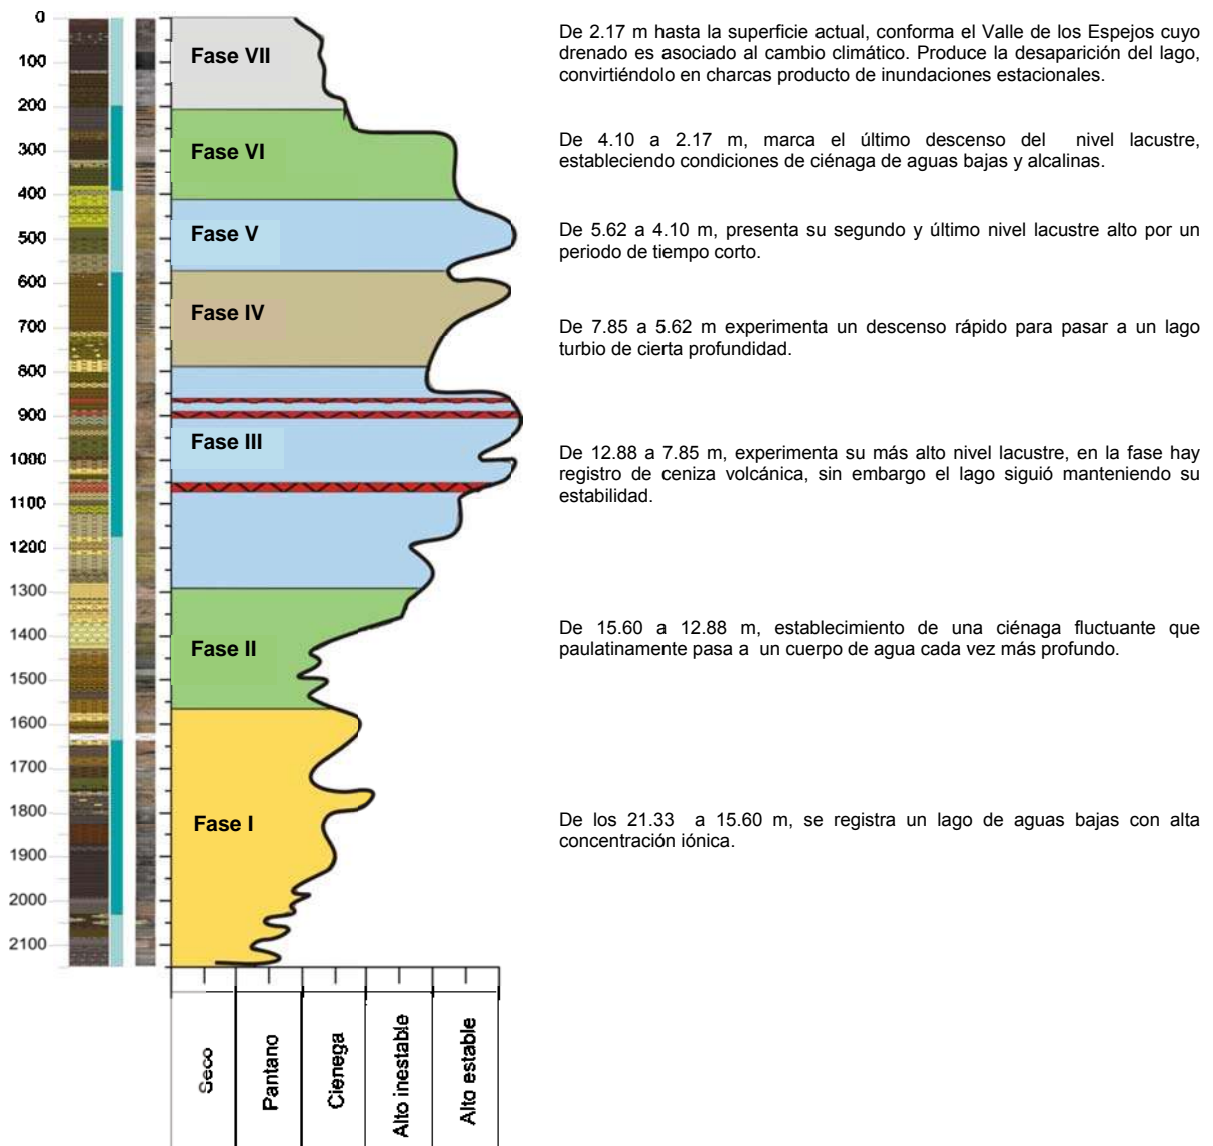 0
100
200
300
400
500
600
700
800
900
1000
1100
1200
1300
1400
1500
1600
1700
1800
1900
2000
2100
Fase VII
Fase VI
Fase V
Fase IV
Fase III
Fase II
Fase I
Seco
Pantano
Cienega
Alto inestable
Alto estable
De 2.17 m hasta la superficie actual, conforma el Valle de los Espejos cuyo
drenado es asociado al cambio climático. Produce la desaparición del lago,
convirtiéndolo en charcas producto de inundaciones estacionales.
De 4.10 a 2.17 m, marca el último descenso del nivel lacustre,
estableciendo condiciones de ciénaga de aguas bajas y alcalinas.
De 5.62 a 4.10 m, presenta su segundo y último nivel lacustre alto por un
periodo de tiempo corto.
De 7.85 a 5.62 m experimenta un descenso rápido para pasar a un lago
turbio de cierta profundidad.
De 12.88 a 7.85 m, experimenta su más alto nivel lacustre, en la fase hay
registro de ceniza volcánica, sin embargo el lago siguió manteniendo su
estabilidad.
De 15.60 a 12.88 m, establecimiento de una ciénaga fluctuante que
paulatinamente pasa a un cuerpo de agua cada vez más profundo.
De los 21.33 a 15.60 m, se registra un lago de aguas bajas con alta
concentración iónica.